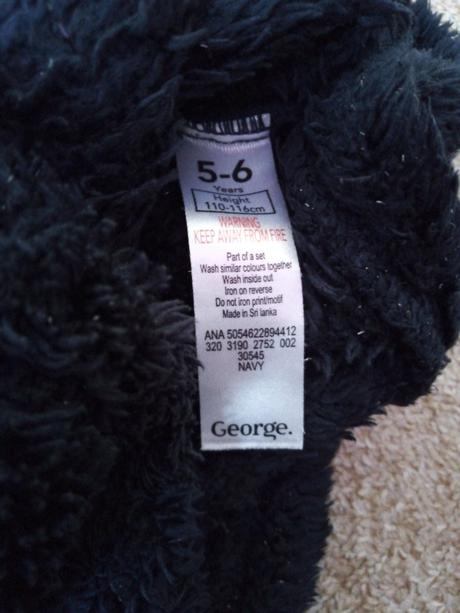 5-6
Years
Height
110-116cm
WARNING
KEEP AWAY FROM FIRE
Part of a set
Wash similar colours together
Wash inside out
Iron on reverse
Do not iron print/motif
Made in Sri lanka
ANA 5054622894412
320 3190 2752 002
30545
NAVY
George.